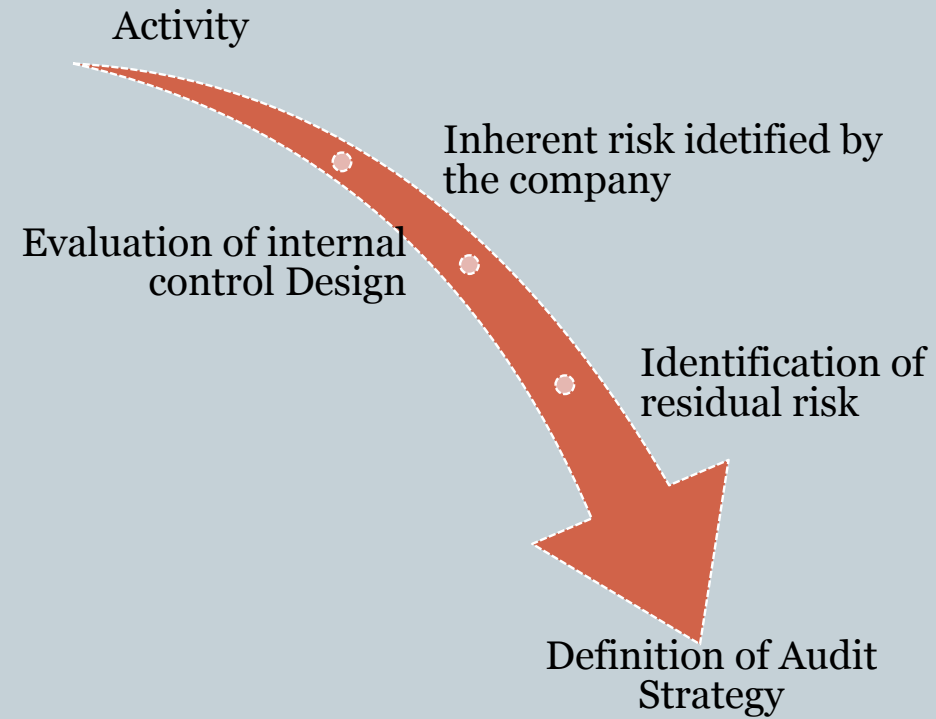 Activity
Inherent risk idetified by
the company
Evaluation of internal
control Design
Identification of
residual risk
Definition of Audit
Strategy